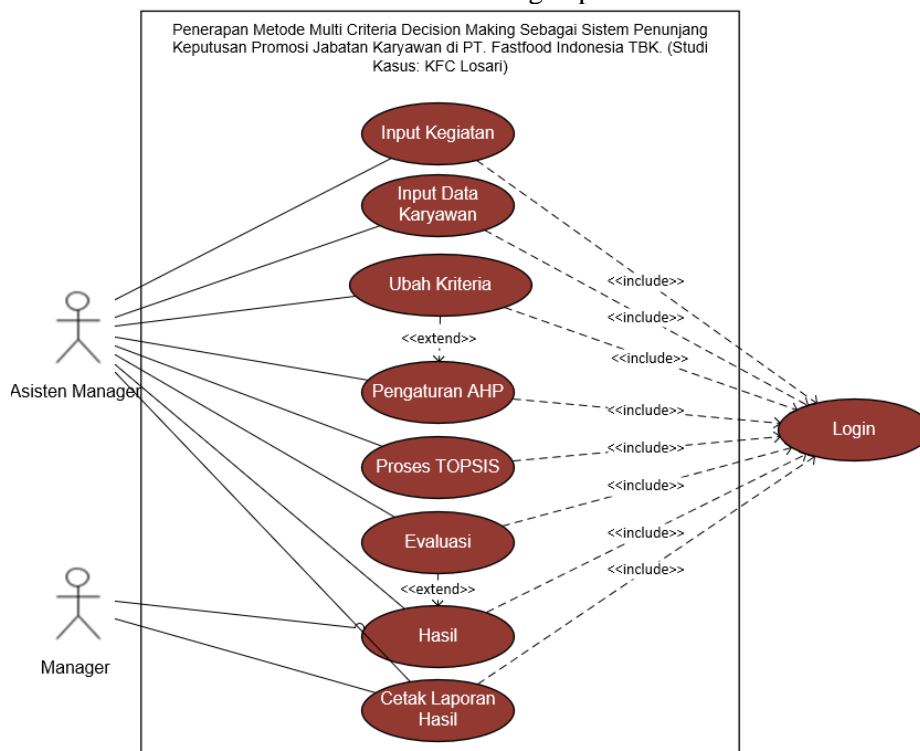 Penerapan Metode Multi Criteria Decision Making Sebagai Sistem Penunjang
Keputusan Promosi Jabatan Karyawan di PT. Fastfood Indonesia TBK. (Studi
Kasus: KFC Losari)
Input Kegiatan
Input Data
Karyawan
Ubah Kriteria
<<include>>
<<include>>
<<extend>>
<<include>>
Asisten Manager
Pengaturan AHP
<<include>>
Login
Proses TOPSIS
<<include>>
<<include>>
Evaluasi
<<include>>
<<extend>>
<<include>>
Hasil
Manager
Cetak Laporan
Hasil